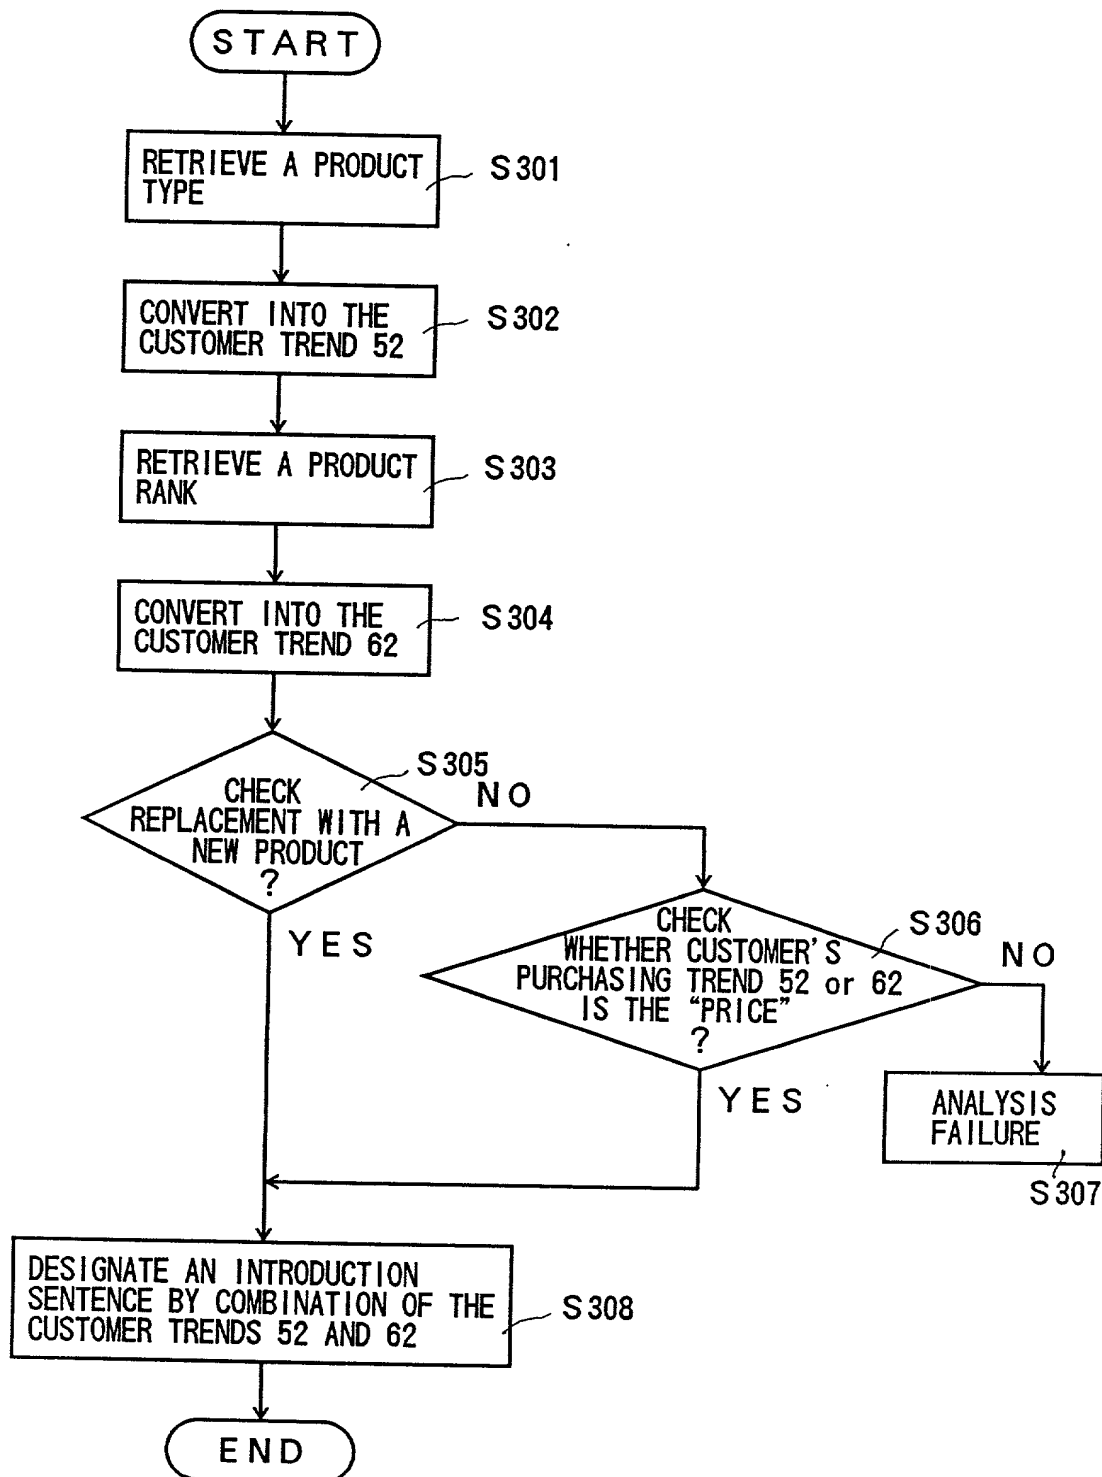 START
RETRIEVE A PRODUCT
TYPE
S301
CONVERT INTO THE
CUSTOMER TREND 52
S302
RETRIEVE A PRODUCT
RANK
S303
CONVERT INTO THE
CUSTOMER TREND 62
S304
S305
CHECK
REPLACEMENT WITH A
NEW PRODUCT
?
NO
YES
S306
CHECK
WHETHER CUSTOMER'S
PURCHASING TREND 52 or 62
IS THE “PRICE”
?
NO
YES
ANALYSIS
FAILURE
S307
DESIGNATE AN INTRODUCTION
SENTENCE BY COMBINATION OF THE
CUSTOMER TRENDS 52 AND 62
S308
END